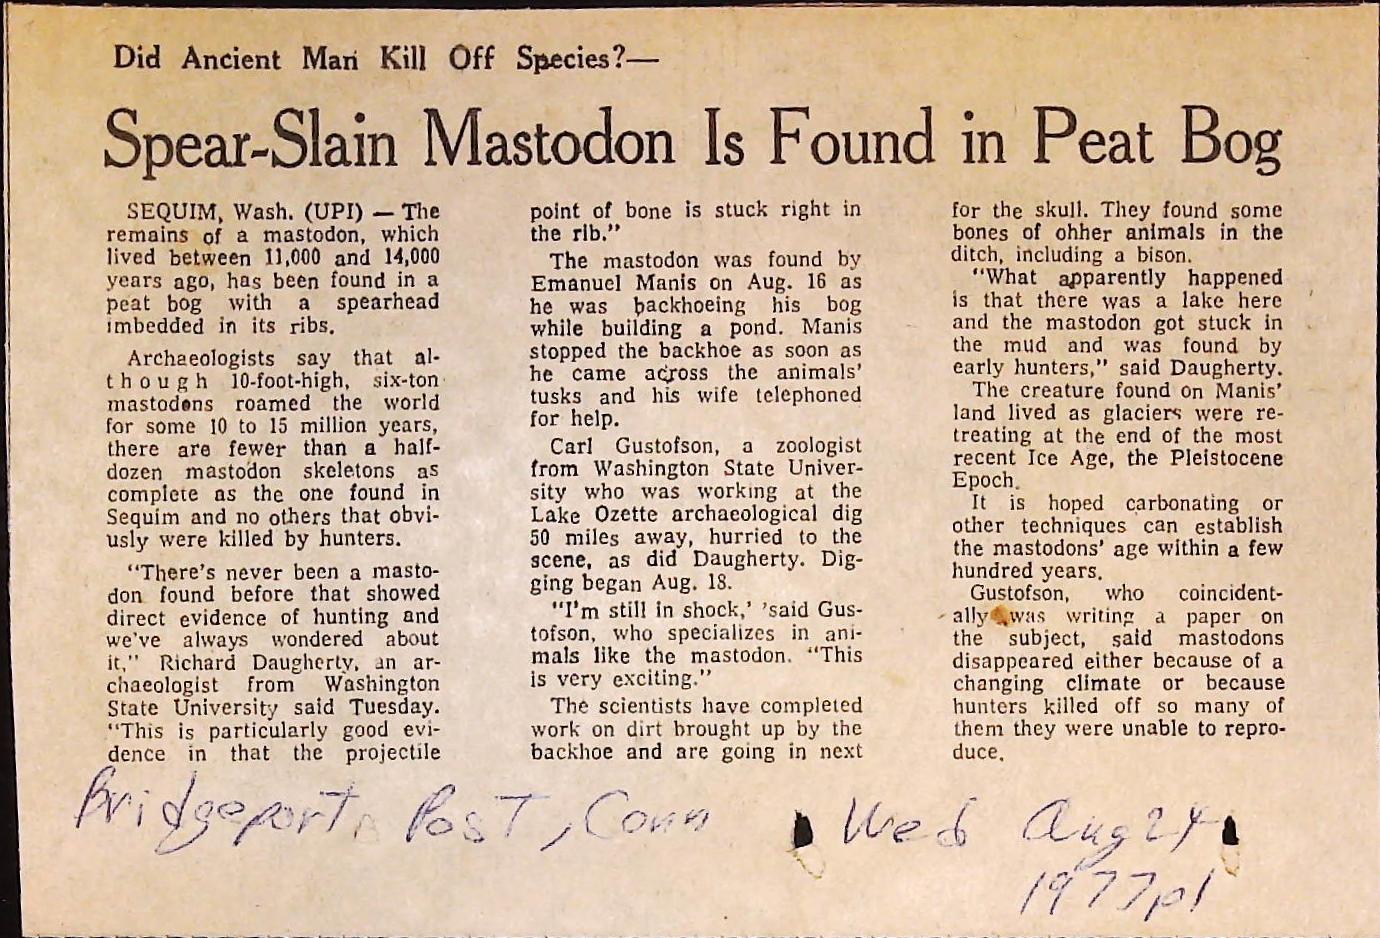 Did Ancient Man Kill Off Species?—
Spear-Slain Mastodon Is Found in Peat Bog
SEQUIM, Wash. (UPI) — The
remains of a mastodon, which
lived between 11,000 and 14,000
years ago, has been found in a
peat bog with a spearhead
imbedded in its ribs.
Archaeologists say that al-
though 10-foot-high, six-ton
mastodons roamed the world
for some 10 to 15 million years,
there are fewer than a half-
dozen mastodon skeletons as
complete as the one found in
Sequim and no others that obvi-
usly were killed by hunters.
"There's never been a masto-
don found before that showed
direct evidence of hunting and
we've always wondered about
it," Richard Daugherty, an ar-
chaeologist from Washington
State University said Tuesday.
"This is particularly good evi-
dence in that the projectile
point of bone is stuck right in
the rib."
The mastodon was found by
Emanuel Manis on Aug. 16 as
he was backhoeing his bog
while building a pond. Manis
stopped the backhoe as soon as
he came across the animals'
tusks and his wife telephoned
for help.
Carl Gustofson, a zoologist
from Washington State Univer-
sity who was working at the
Lake Ozette archaeological dig
50 miles away, hurried to the
scene, as did Daugherty. Dig-
ging began Aug. 18.
"I'm still in shock,' 'said Gus-
tofson, who specializes in ani-
mals like the mastodon. "This
is very exciting."
The scientists have completed
work on dirt brought up by the
backhoe and are going in next
for the skull. They found some
bones of ohher animals in the
ditch, including a bison.
"What apparently happened
is that there was a lake here
and the mastodon got stuck in
the mud and was found by
early hunters," said Daugherty.
The creature found on Manis'
land lived as glaciers were re-
treating at the end of the most
recent Ice Age, the Pleistocene
Epoch.
It is hoped carbonating or
other techniques can establish
the mastodons' age within a few
hundred years.
Gustofson, who coincident-
ally was writing a paper on
the subject, said mastodons
disappeared either because of a
changing climate or because
hunters killed off so many of
them they were unable to repro-
duce.
Bridgeport Post, Conn Wed Aug 24
1977 p1